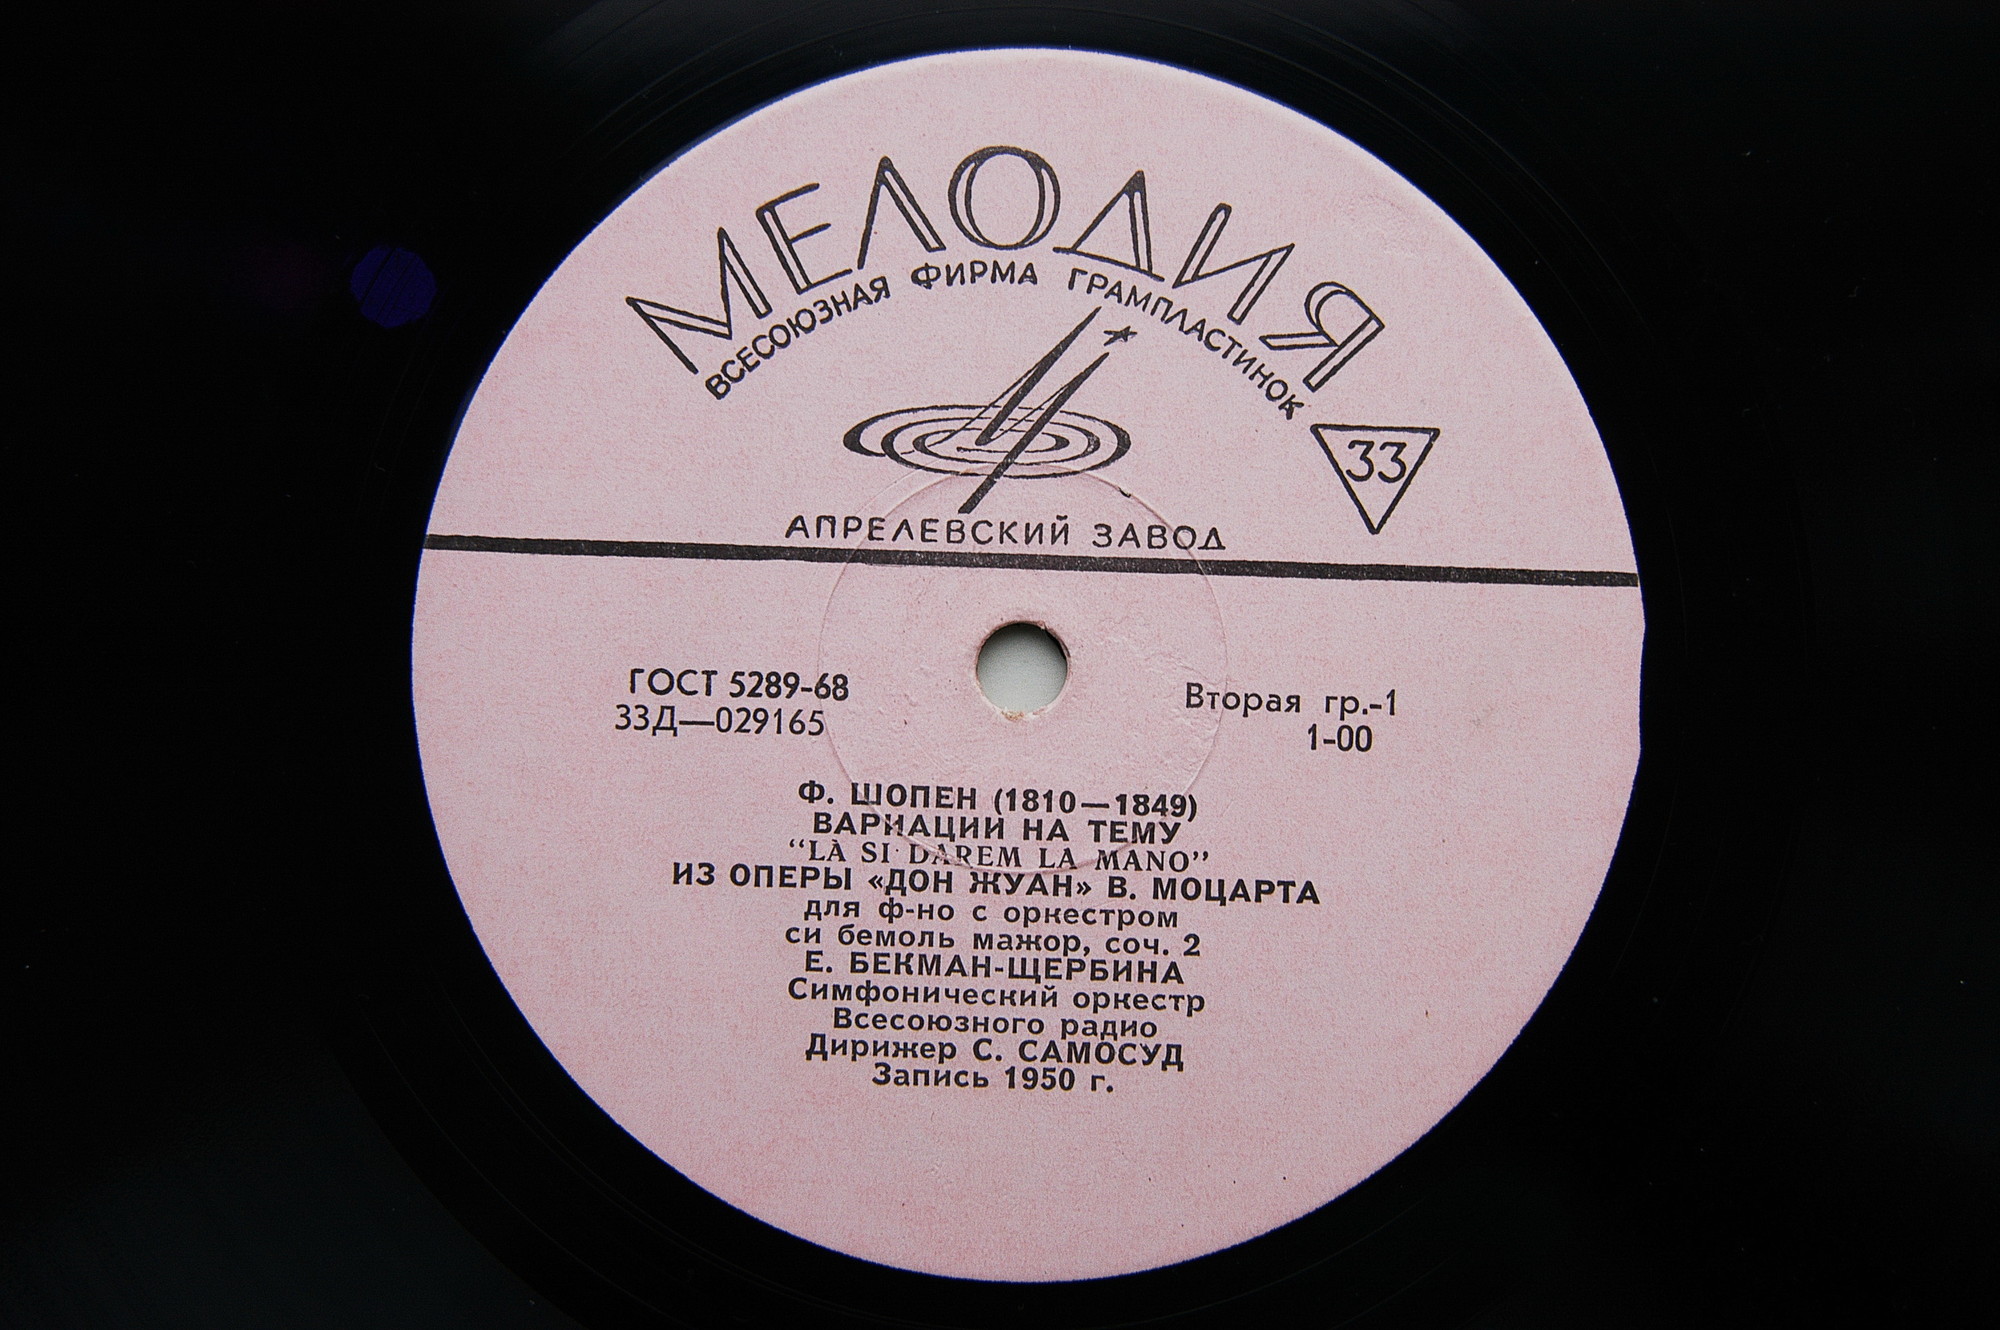 МЕЛОДИЯ
ВСЕСОЮЗНАЯ ФИРМА ГРАМПЛАСТИНОК
33
АПРЕЛЕВСКИЙ ЗАВОД
ГОСТ 5289-68
33Д—029165
Вторая гр.-1
1-00
Ф. ШОПЕН (1810—1849)
ВАРИАЦИИ НА ТЕМУ
“LÀ SI DAREM LA MANO”
ИЗ ОПЕРЫ «ДОН ЖУАН» В. МОЦАРТА
для ф-но с оркестром
си бемоль мажор, соч. 2
Е. БЕКМАН-ЩЕРБИНА
Симфонический оркестр
Всесоюзного радио
Дирижер С. САМОСУД
Запись 1950 г.